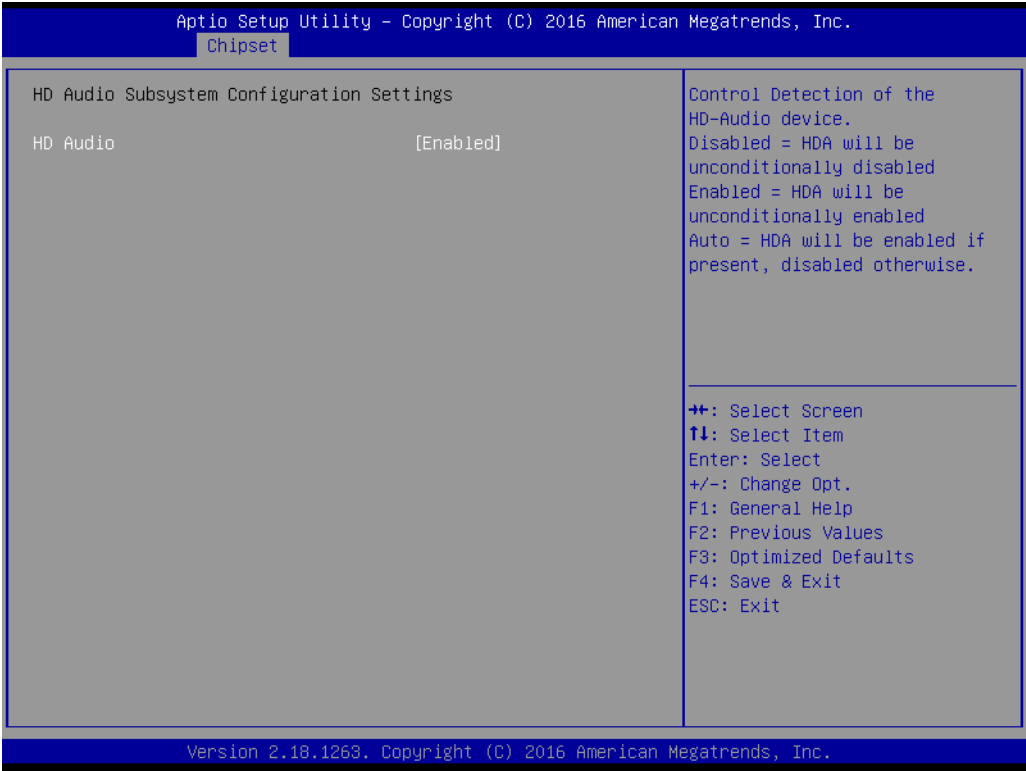 Aptio Setup Utility – Copyright (C) 2016 American Megatrends, Inc.
Chipset
HD Audio Subsystem Configuration Settings
HD Audio [Enabled]
Control Detection of the
HD-Audio device.
Disabled = HDA will be
unconditionally disabled
Enabled = HDA will be
unconditionally enabled
Auto = HDA will be enabled if
present, disabled otherwise.
→←: Select Screen
↑↓: Select Item
Enter: Select
+/-: Change Opt.
F1: General Help
F2: Previous Values
F3: Optimized Defaults
F4: Save & Exit
ESC: Exit
Version 2.18.1263. Copyright (C) 2016 American Megatrends, Inc.